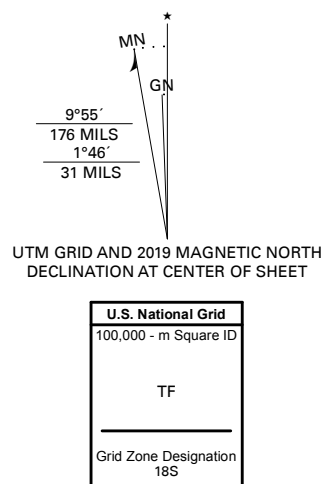 ★
MN
GN
9°55´
176 MILS
1°46´
31 MILS
UTM GRID AND 2019 MAGNETIC NORTH
DECLINATION AT CENTER OF SHEET
U.S. National Grid
100,000 - m Square ID
TF
Grid Zone Designation
18S